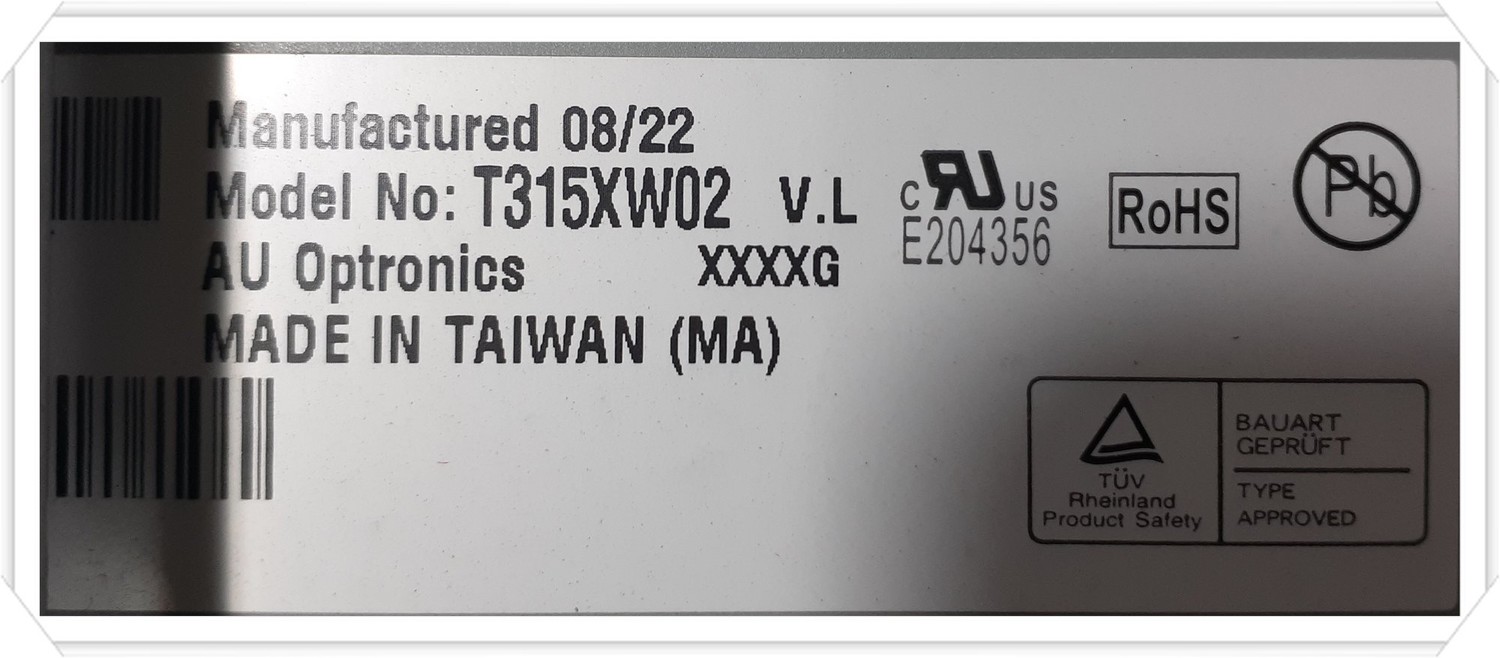 Manufactured 08/22
Model No: T315XW02 V.L
AU Optronics XXXXG
MADE IN TAIWAN (MA)
c RU US
E204356
RoHS
Pb
TÜV
Rheinland
Product Safety
BAUART
GEPRÜFT
TYPE
APPROVED